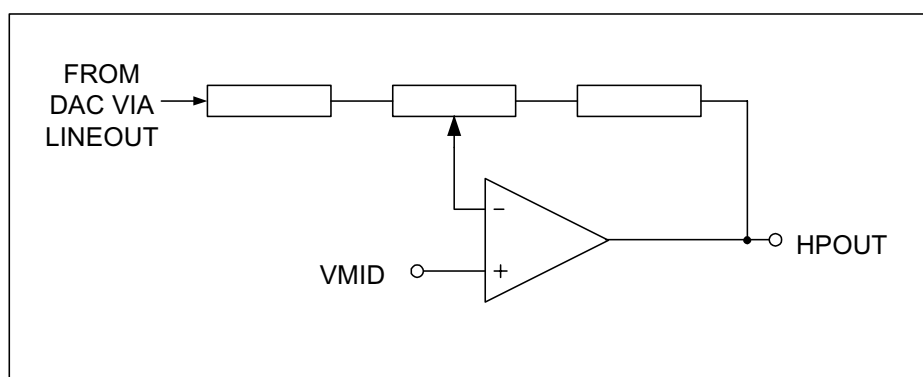 FROM
DAC VIA
LINEOUT
−
VMID
+
HPOUT